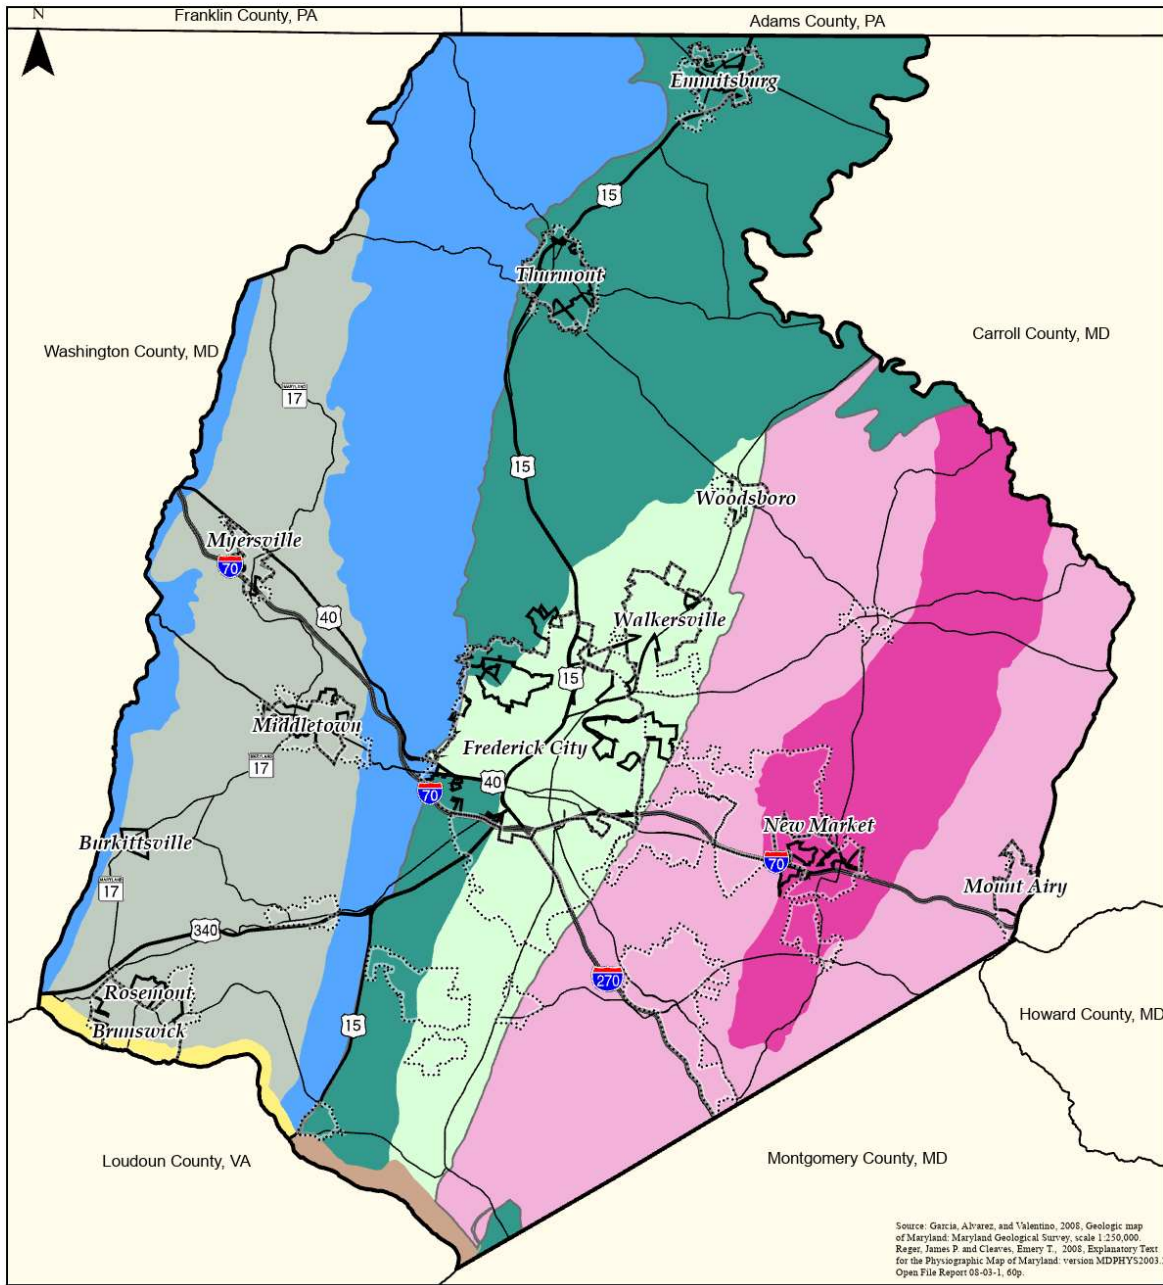 N
Franklin County, PA
Adams County, PA
Emmitsburg
15
Thurmont
Washington County, MD
Carroll County, MD
MARYLAND
17
15
Woodsboro
Myersville
70
40
Walkersville
15
Middletown
Frederick City
MARYLAND
17
40
70
New Market
Burkittsville
70
MARYLAND
17
Mount Airy
340
270
Rosemont
Brunswick
15
Howard County, MD
Loudoun County, VA
Montgomery County, MD
Source: Garcia, Alvarez, and Valentino, 2008, Geologic map
of Maryland: Maryland Geological Survey, scale 1:250,000.
Reger, James P. and Cleaves, Emery T., 2008, Explanatory Text
for the Physiographic Map of Maryland: version MDPHYS2003.
Open File Report 08-03-1, 60p.